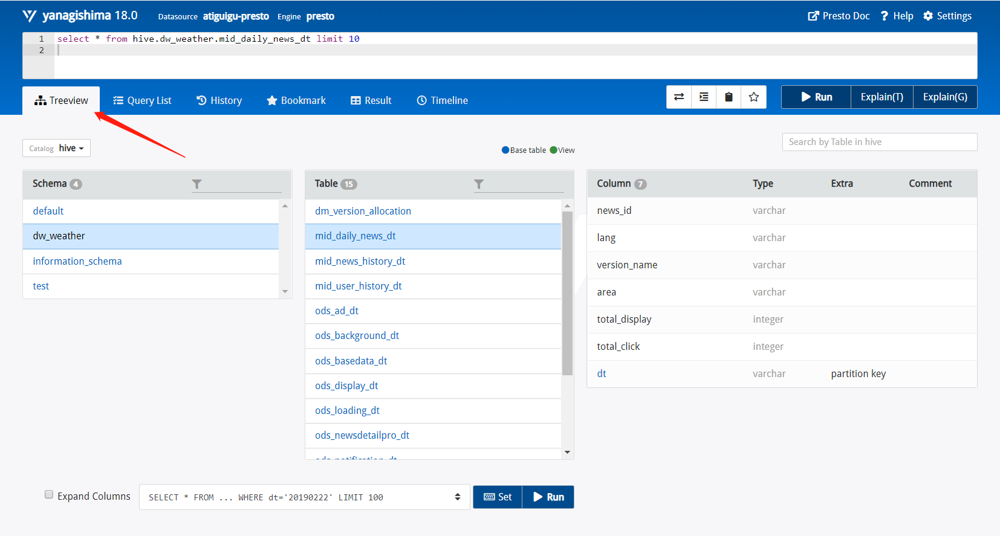 yanagishima 18.0 Datasource atiguigu-presto Engine presto Presto Doc ? Help Settings
1 select * from hive.dw_weather.mid_daily_news_dt limit 10
2
Treeview Query List History Bookmark Result Timeline Run Explain(T) Explain(G)
Catalog hive Base table View Search by Table in hive
Schema 4
default
dw_weather
information_schema
test
Table 15
dm_version_allocation
mid_daily_news_dt
mid_news_history_dt
mid_user_history_dt
ods_ad_dt
ods_background_dt
ods_basedata_dt
ods_display_dt
ods_loading_dt
ods_newsdetailpro_dt
ods_notification_dt
Column 7 Type Extra Comment
news_id varchar
lang varchar
version_name varchar
area varchar
total_display integer
total_click integer
dt varchar partition key
Expand Columns SELECT * FROM ... WHERE dt='20190222' LIMIT 100 Set Run